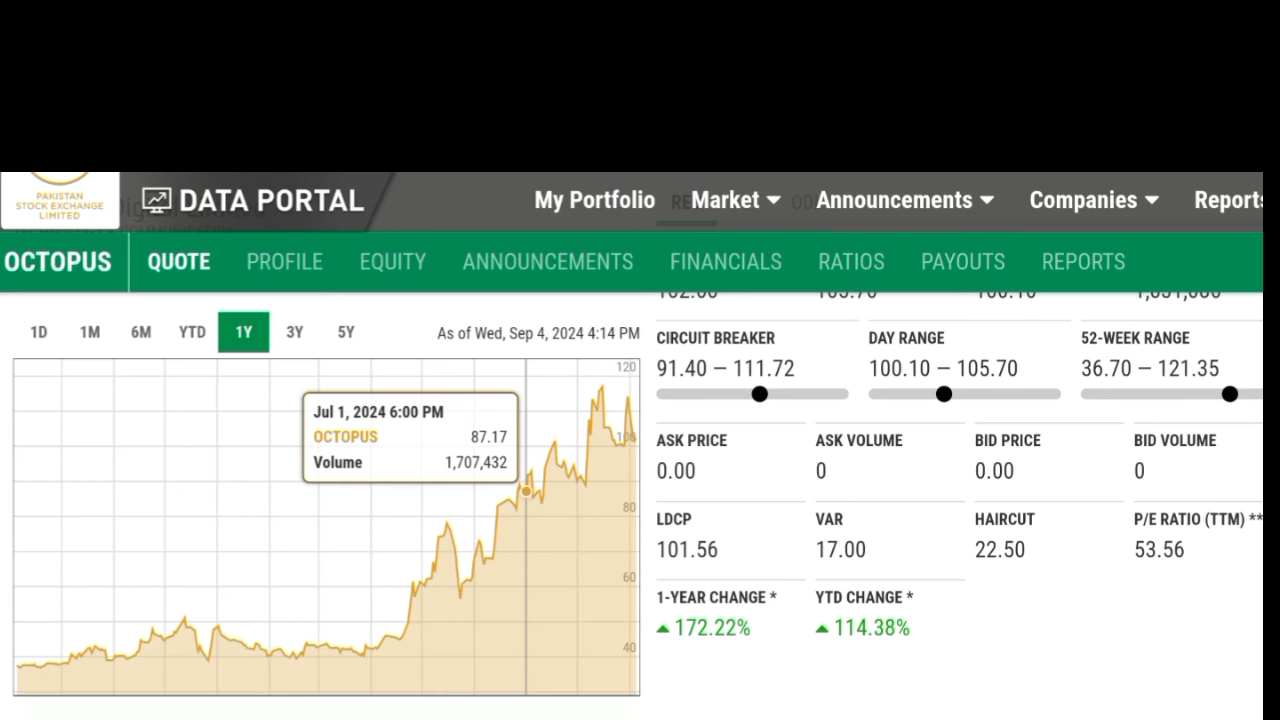 PAKISTAN
STOCK EXCHANGE
LIMITED
DATA PORTAL
My Portfolio
Market
Announcements
Companies
Reports
OCTOPUS
QUOTE
PROFILE
EQUITY
ANNOUNCEMENTS
FINANCIALS
RATIOS
PAYOUTS
REPORTS
1D 1M 6M YTD 1Y 3Y 5Y
As of Wed, Sep 4, 2024 4:14 PM
120
100
80
60
40
Jul 1, 2024 6:00 PM
OCTOPUS 87.17
Volume 1,707,432
CIRCUIT BREAKER
91.40 — 111.72
DAY RANGE
100.10 — 105.70
52-WEEK RANGE
36.70 — 121.35
ASK PRICE
0.00
ASK VOLUME
0
BID PRICE
0.00
BID VOLUME
0
LDCP
101.56
VAR
17.00
HAIRCUT
22.50
P/E RATIO (TTM) **
53.56
1-YEAR CHANGE *
172.22%
YTD CHANGE *
114.38%